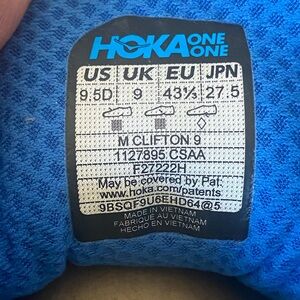 HOKA ONE ONE
US UK EU JPN
9.5D 9 43⅓ 27.5
M CLIFTON 9
1127895 CSAA
F27222H
May be covered by Pat:
www.hoka.com/patents
9BSQF9U6EHD64@5
MADE IN VIETNAM
FABRIQUÉ AU VIETNAM
HECHO EN VIETNAM